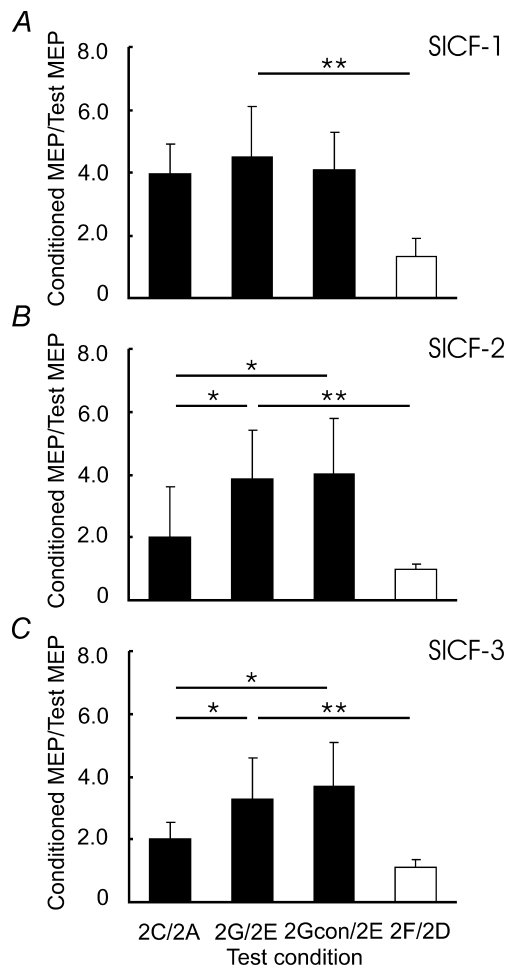 A
SICF-1
Conditioned MEP/Test MEP
8.0
6.0
4.0
2.0
0
**
B
SICF-2
Conditioned MEP/Test MEP
8.0
6.0
4.0
2.0
0
*
* **
C
SICF-3
Conditioned MEP/Test MEP
8.0
6.0
4.0
2.0
0
*
* **
2C/2A 2G/2E 2Gcon/2E 2F/2D
Test condition